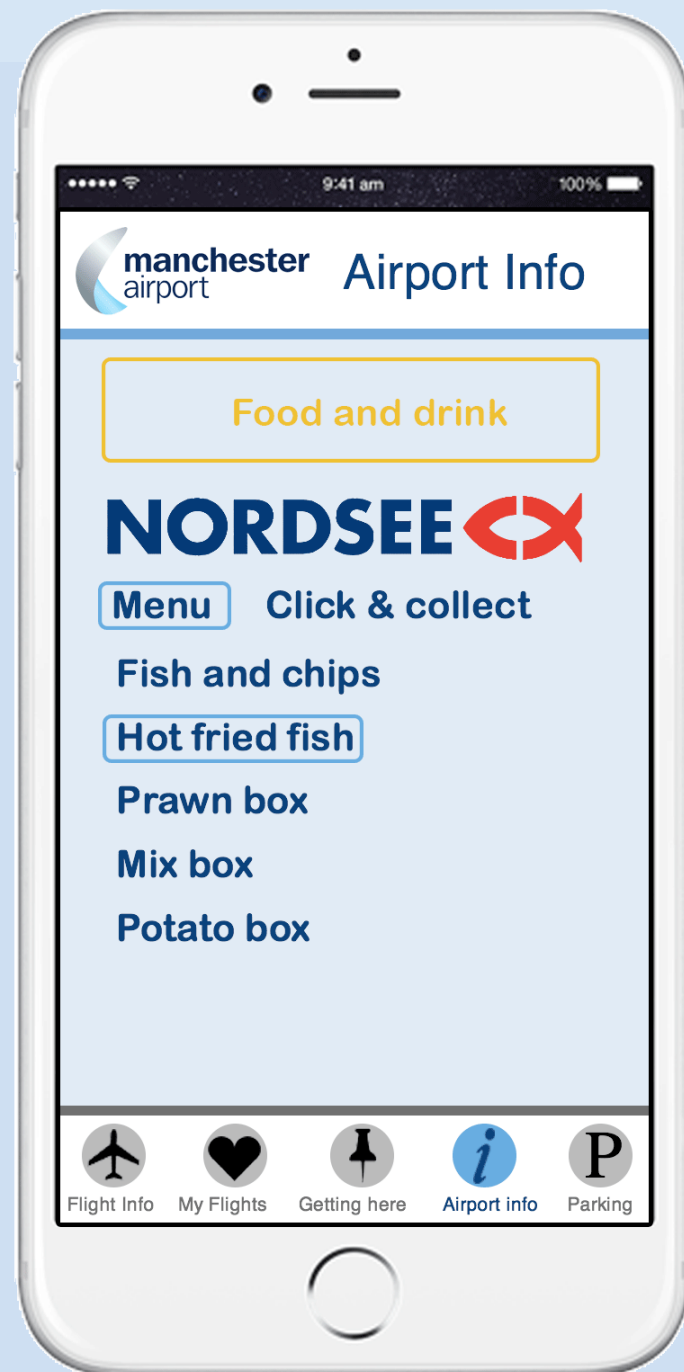 9:41 am 100%
manchester
airport
Airport Info
Food and drink
NORDSEE
Menu Click & collect
Fish and chips
Hot fried fish
Prawn box
Mix box
Potato box
i P
Flight Info My Flights Getting here Airport info Parking